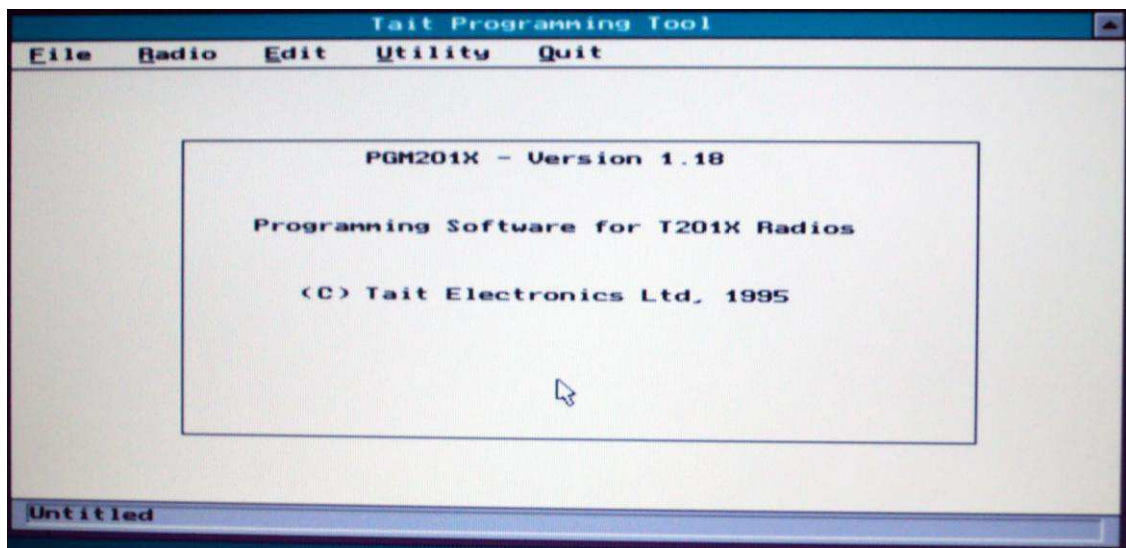 Tait Programming Tool
File Radio Edit Utility Quit
PGM201X - Version 1.18
Programming Software for T201X Radios
(C) Tait Electronics Ltd, 1995
Untitled